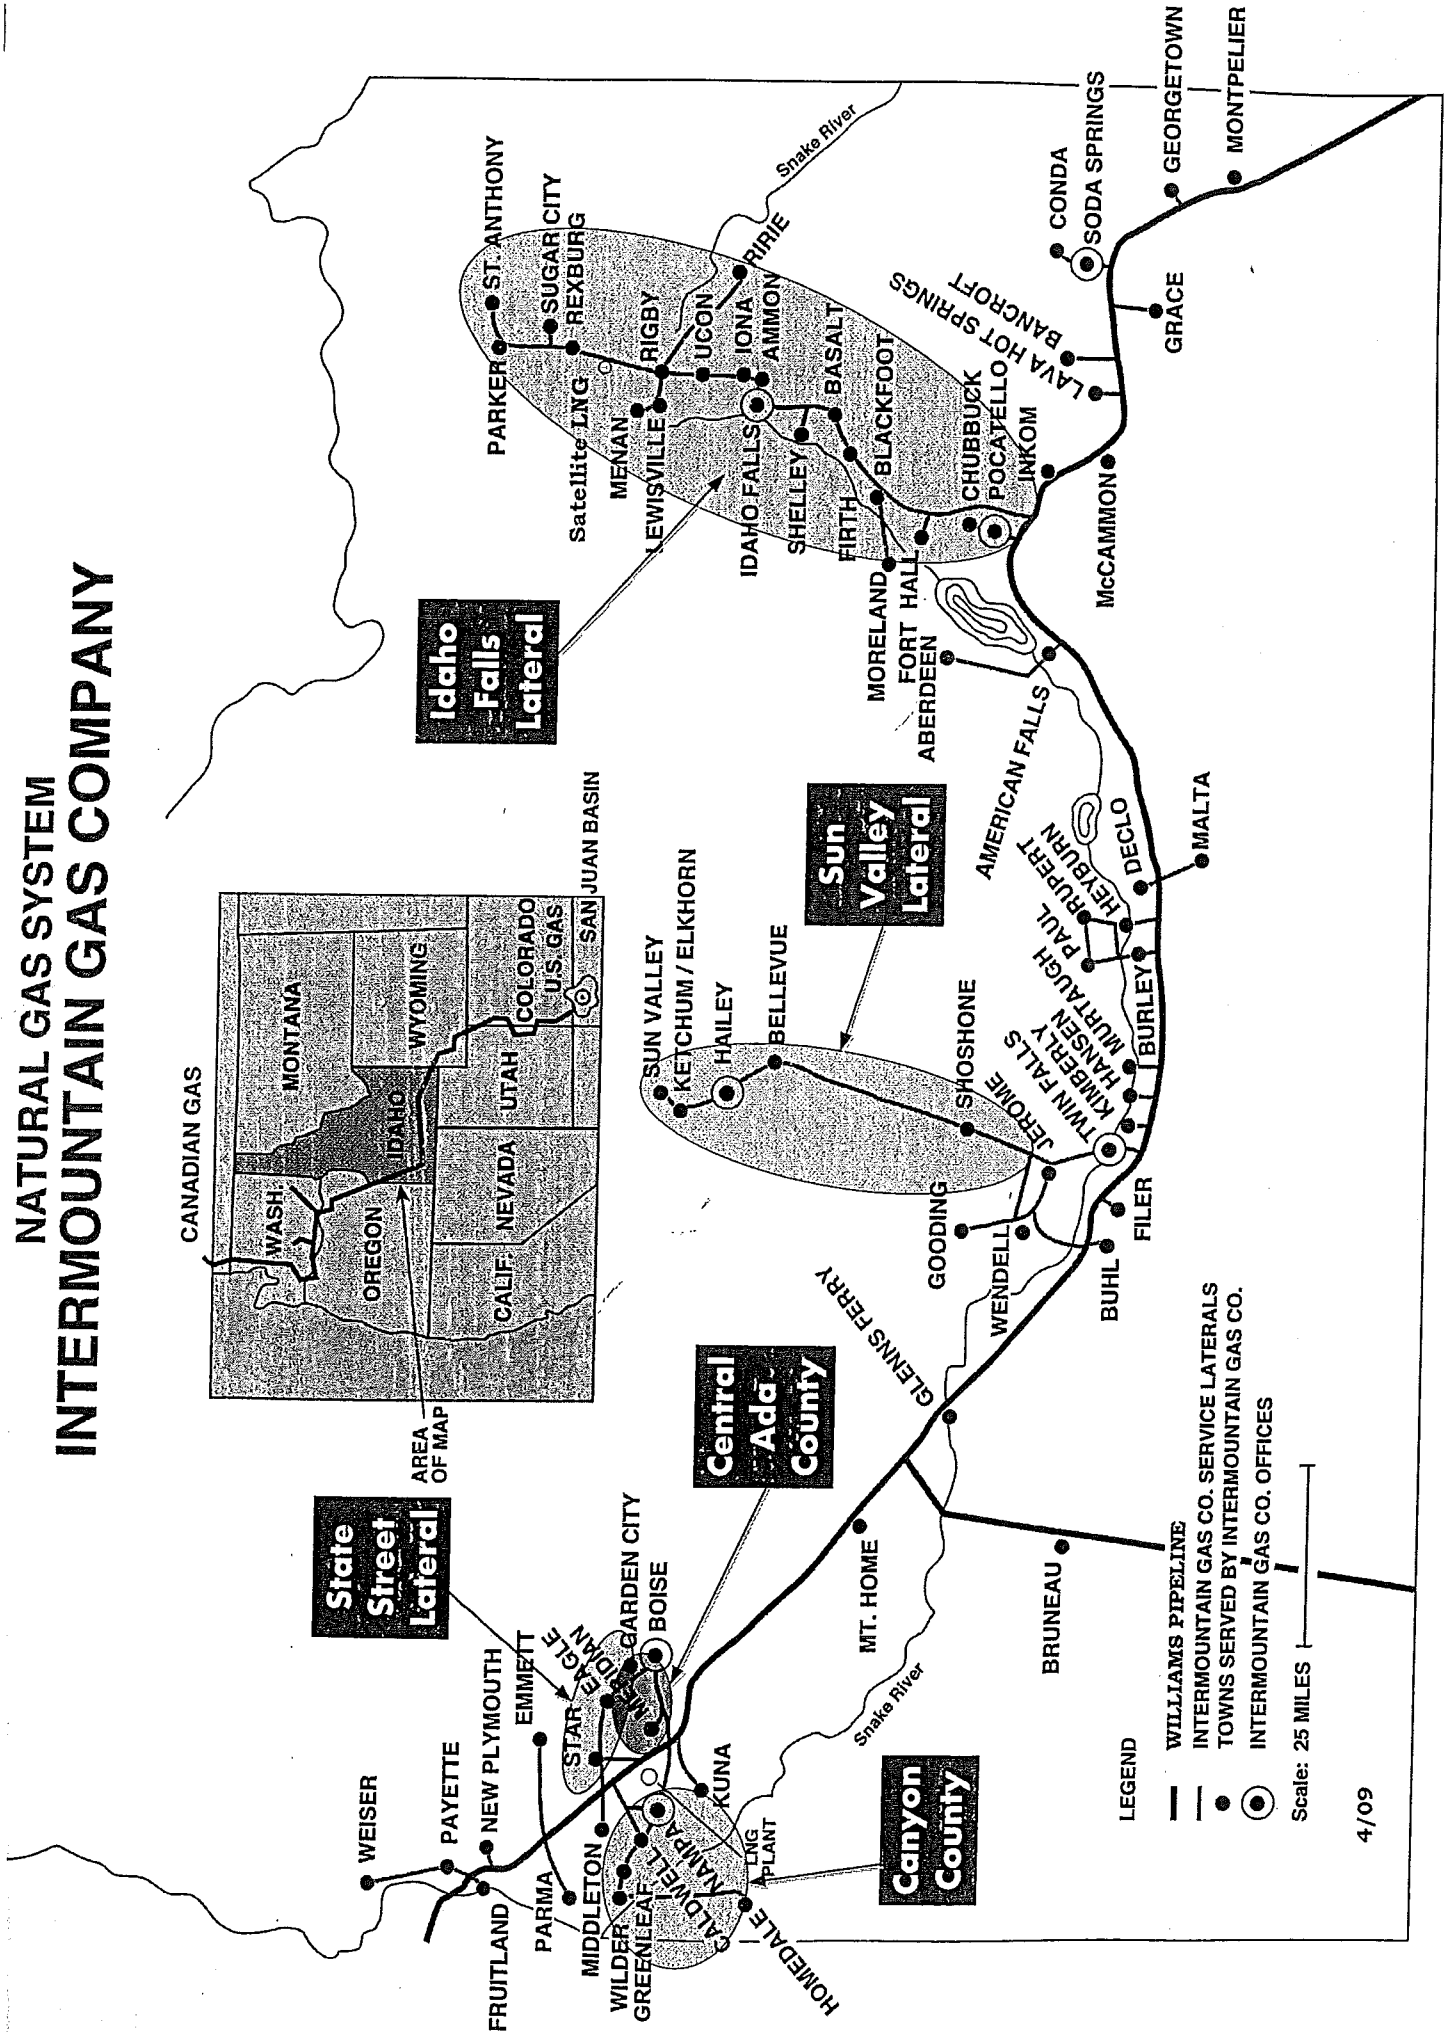 NATURAL GAS SYSTEM
INTERMOUNTAIN GAS COMPANY
CANADIAN GAS
WASH.
MONTANA
OREGON
IDAHO
WYOMING
CALIF.
NEVADA
UTAH
COLORADO
U.S. GAS
SAN JUAN BASIN
AREA
OF MAP
State
Street
Lateral
Central
Ada
County
Canyon
County
Sun
Valley
Lateral
Idaho
Falls
Lateral
WEISER
PAYETTE
NEW PLYMOUTH
FRUITLAND
EMMETT
PARMA
STAR
EAGLE
MERIDIAN
GARDEN CITY
BOISE
MIDDLETON
WILDER
GREENLEAF
CALDWELL
NAMPA
HOMEDALE
LNG
PLANT
KUNA
Snake River
MT. HOME
BRUNEAU
GLENNS FERRY
SUN VALLEY
KETCHUM / ELKHORN
HAILEY
BELLEVUE
SHOSHONE
JEROME
GOODING
WENDELL
BUHL
FILER
TWIN FALLS
KIMBERLY
HANSEN
MURTAUGH
BURLEY
PAUL
RUPERT
HEYBURN
DECLO
MALTA
AMERICAN FALLS
ABERDEEN
FORT HALL
MORELAND
PARKER
ST. ANTHONY
SUGAR CITY
REXBURG
Satellite LNG
MENAN
LEWISVILLE
RIGBY
UCON
IONA
AMMON
RIRIE
Snake River
IDAHO FALLS
SHELLEY
FIRTH
BASALT
BLACKFOOT
CHUBBUCK
POCATELLO
INKOM
McCAMMON
LAVA HOT SPRINGS
BANCROFT
GRACE
CONDA
SODA SPRINGS
GEORGETOWN
MONTPELIER
LEGEND
WILLIAMS PIPELINE
INTERMOUNTAIN GAS CO. SERVICE LATERALS
TOWNS SERVED BY INTERMOUNTAIN GAS CO.
INTERMOUNTAIN GAS CO. OFFICES
Scale: 25 MILES
4/09